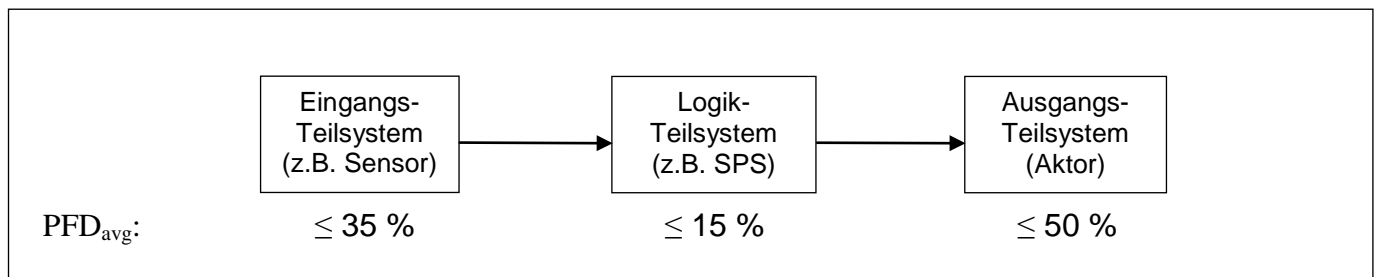 Eingangs-
Teilsystem
(z.B. Sensor)
Logik-
Teilsystem
(z.B. SPS)
Ausgangs-
Teilsystem
(Aktor)
PFDavg: ≤ 35 % ≤ 15 % ≤ 50 %